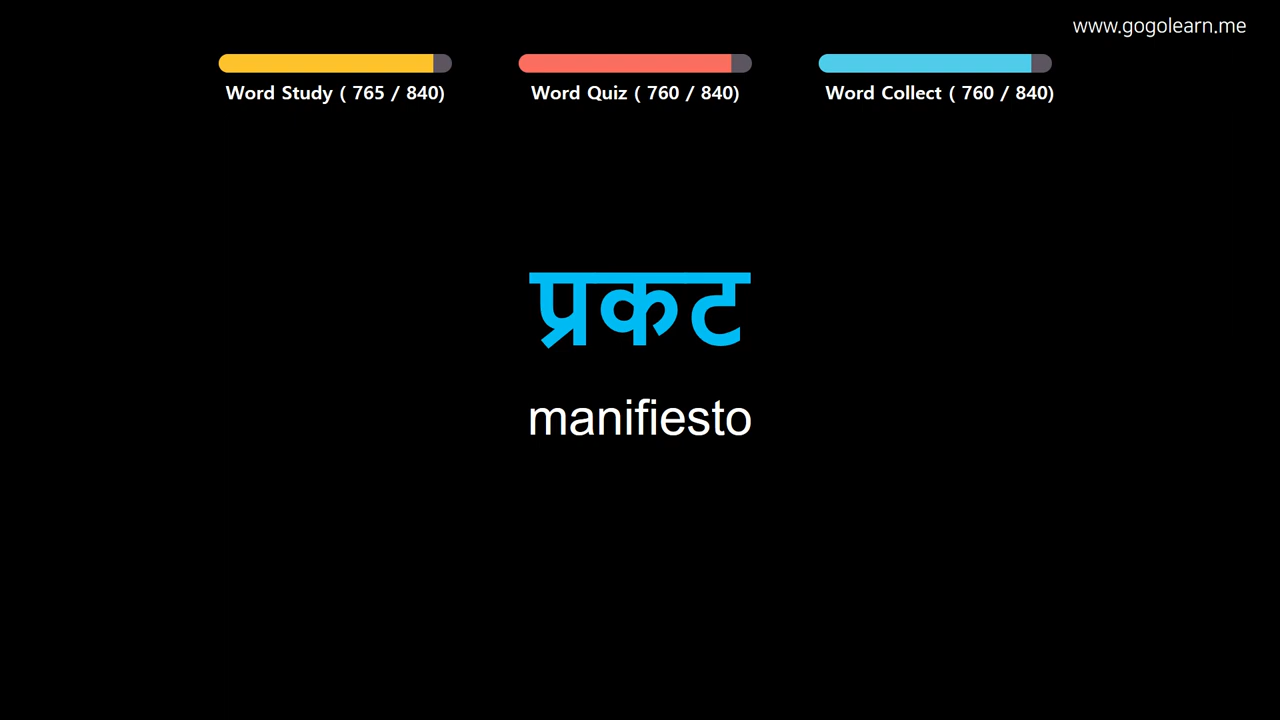 www.gogolearn.me
Word Study ( 765 / 840)
Word Quiz ( 760 / 840)
Word Collect ( 760 / 840)
प्रकट
manifiesto